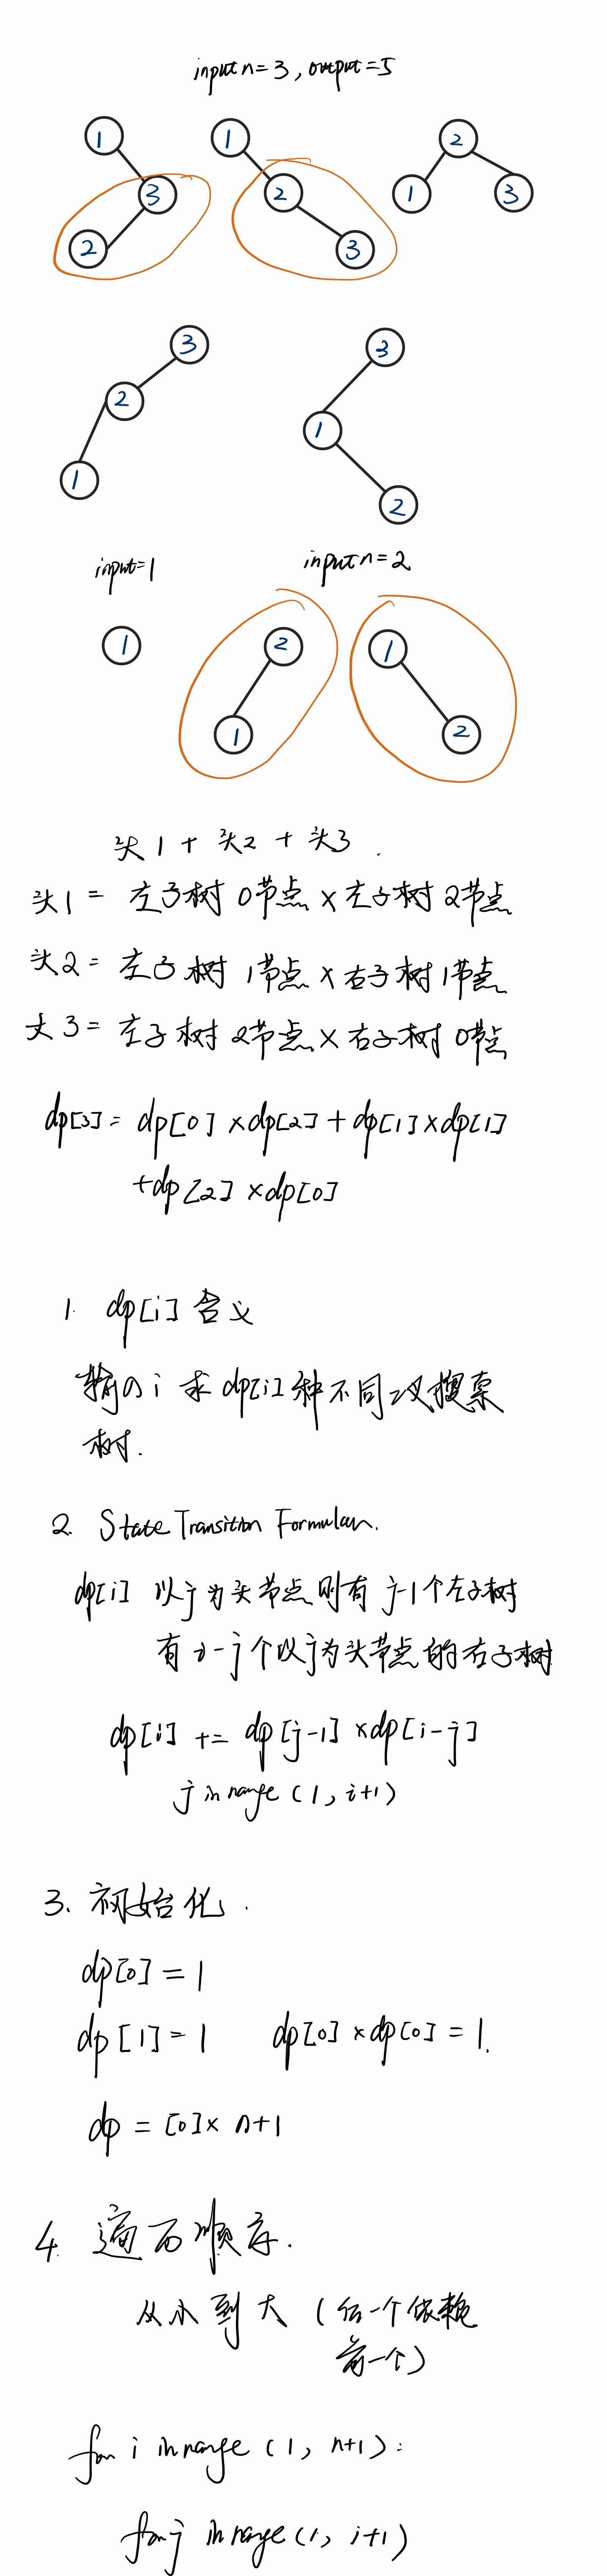 input n=3, output=5
1 1 2
3 2 1 3
2 3
3 3
2 1
1 2
input=1 input n=2
1 2 1
1 2
头1 + 头2 + 头3.
头1 = 左子树 0节点 × 左子树 2节点
头2 = 左子树 1节点 × 右子树 1节点
头3 = 左子树 2节点 × 右子树 0节点
dp[3] = dp[0] × dp[2] + dp[1] × dp[1]
+ dp[2] × dp[0]
1. dp[i] 含义
输入 i 求 dp[i] 种不同二叉搜索
树.
2. State Transition Formulan.
dp[i] 以j为头节点则有 j-1个左子树
有 i-j个以j为头节点的右子树
dp[i] += dp[j-1] × dp[i-j]
j in range (1, i+1)
3. 初始化.
dp[0] = 1
dp[1] = 1 dp[0] × dp[0] = 1.
dp = [0] × n+1
4. 遍历顺序.
从小到大 (后一个依赖
前一个)
for i in range (1, n+1):
for j in range (1, i+1)